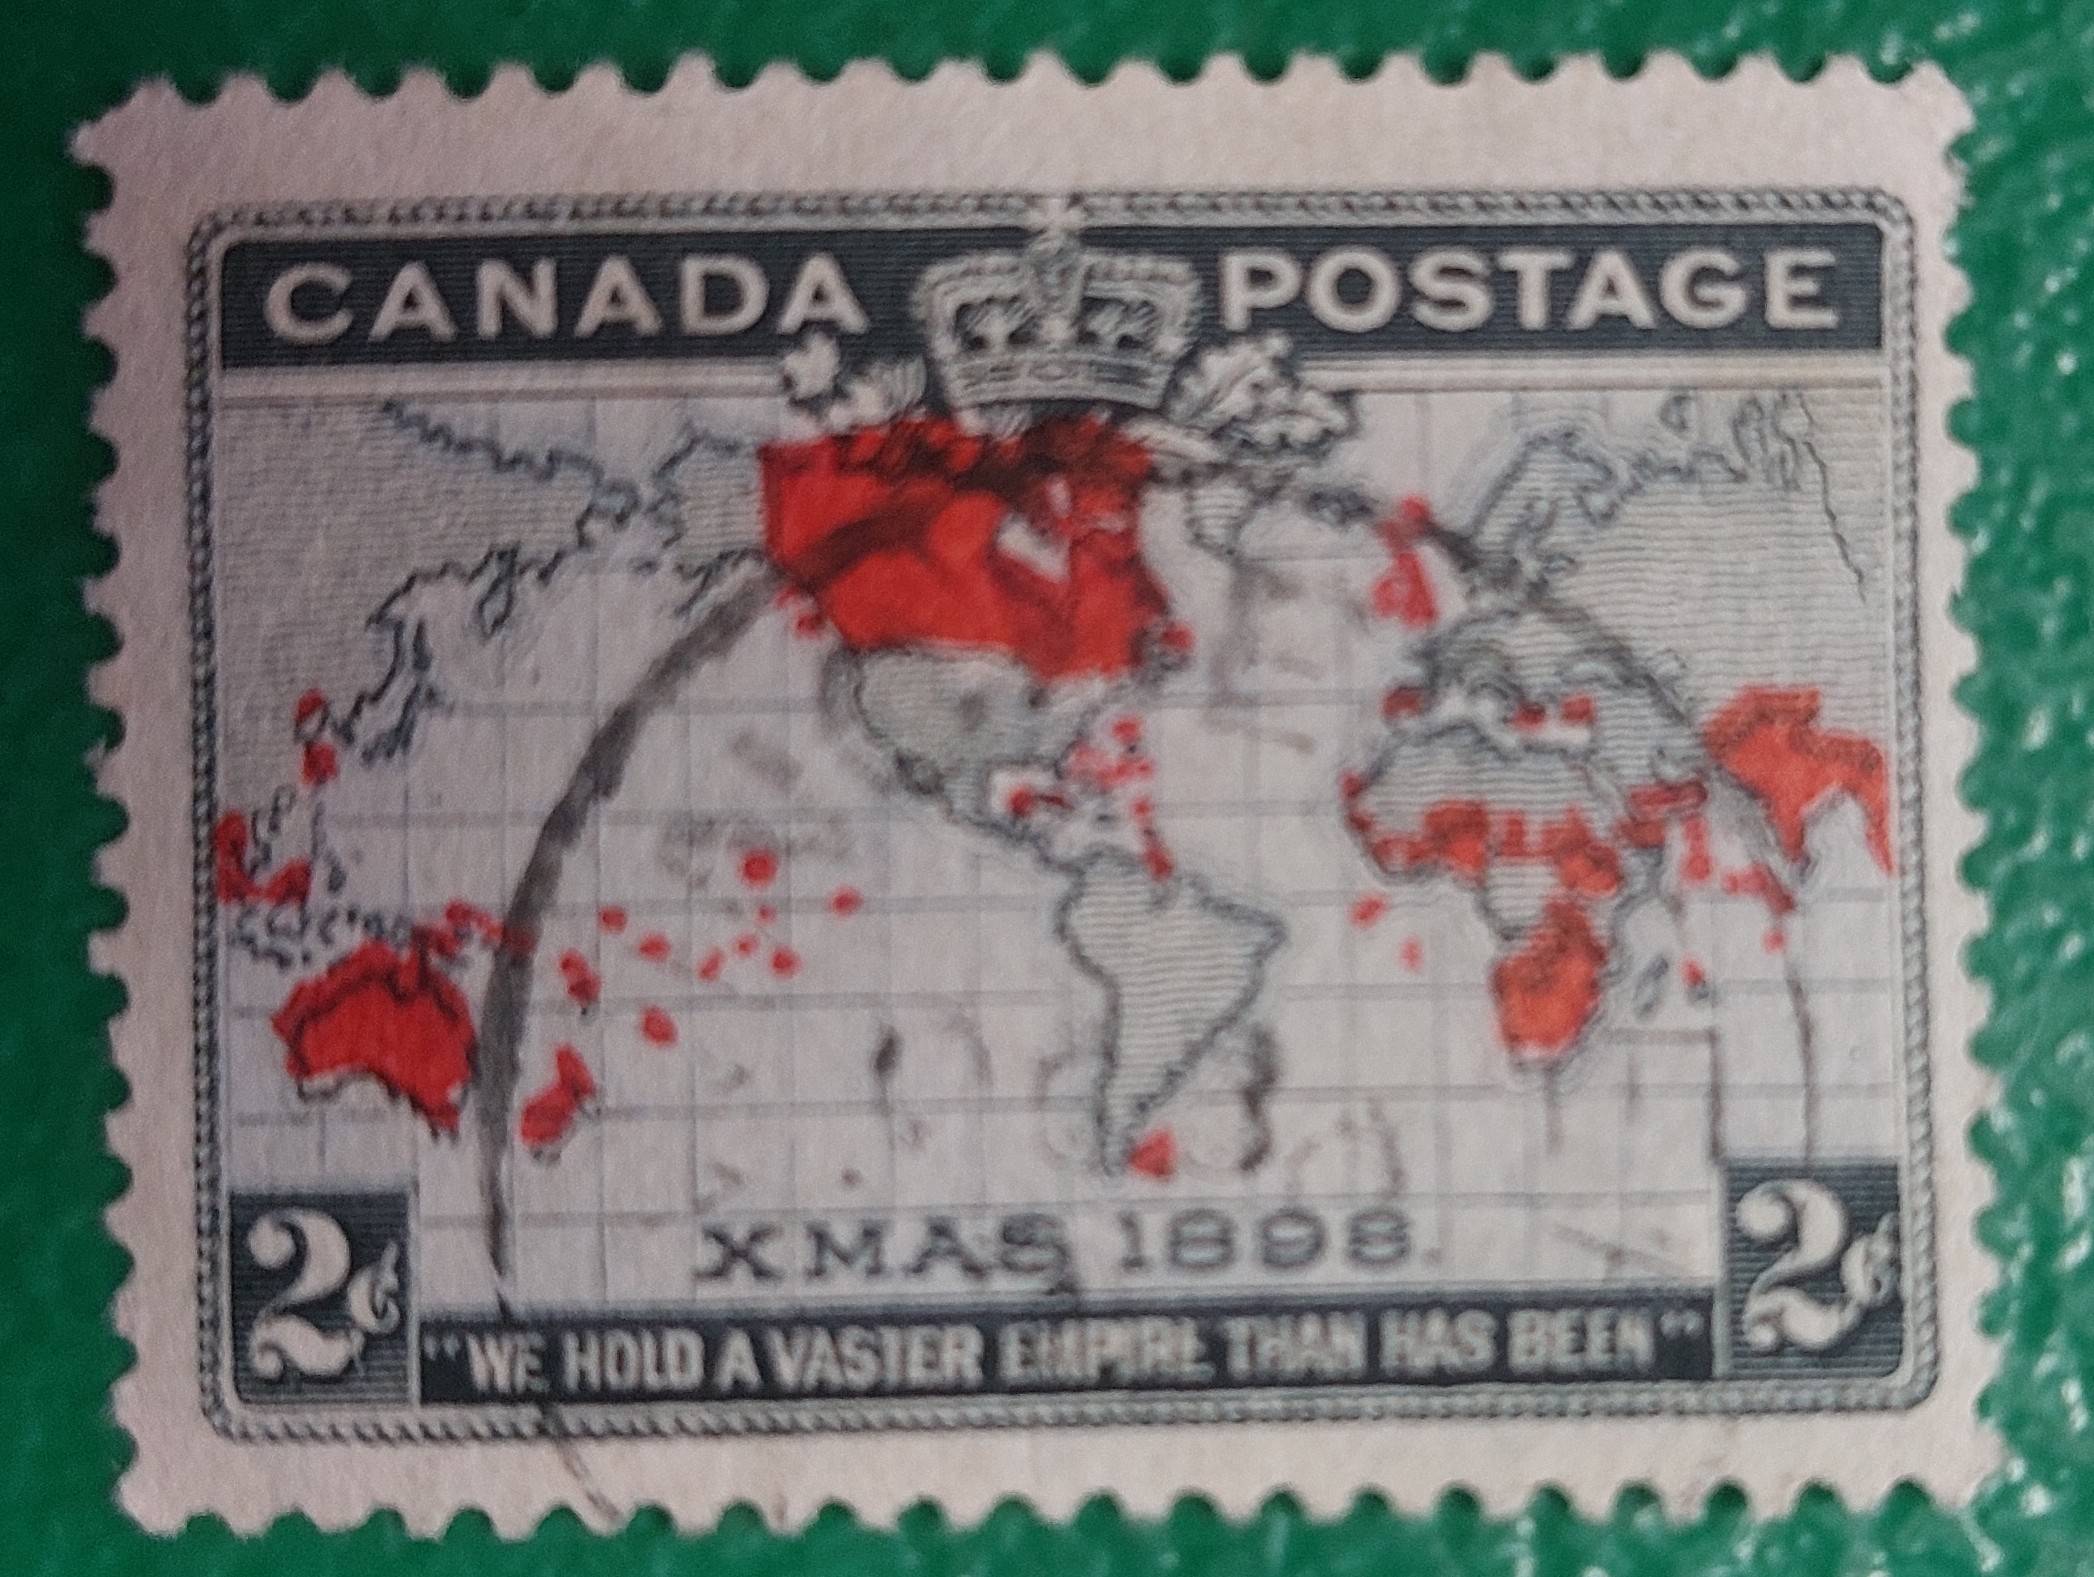 CANADA POSTAGE
XMAS 1898.
2¢ 2¢
"WE HOLD A VASTER EMPIRE THAN HAS BEEN"